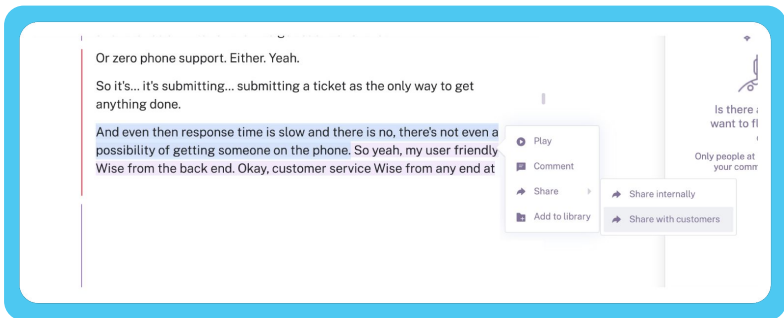 Or zero phone support. Either. Yeah.
So it's... it's submitting... submitting a ticket as the only way to get
anything done.
And even then response time is slow and there is no, there's not even a
possibility of getting someone on the phone. So yeah, my user friendly
Wise from the back end. Okay, customer service Wise from any end at
Play
Comment
Share
Add to library
Share internally
Share with customers
Is there
want to
Only people at
your